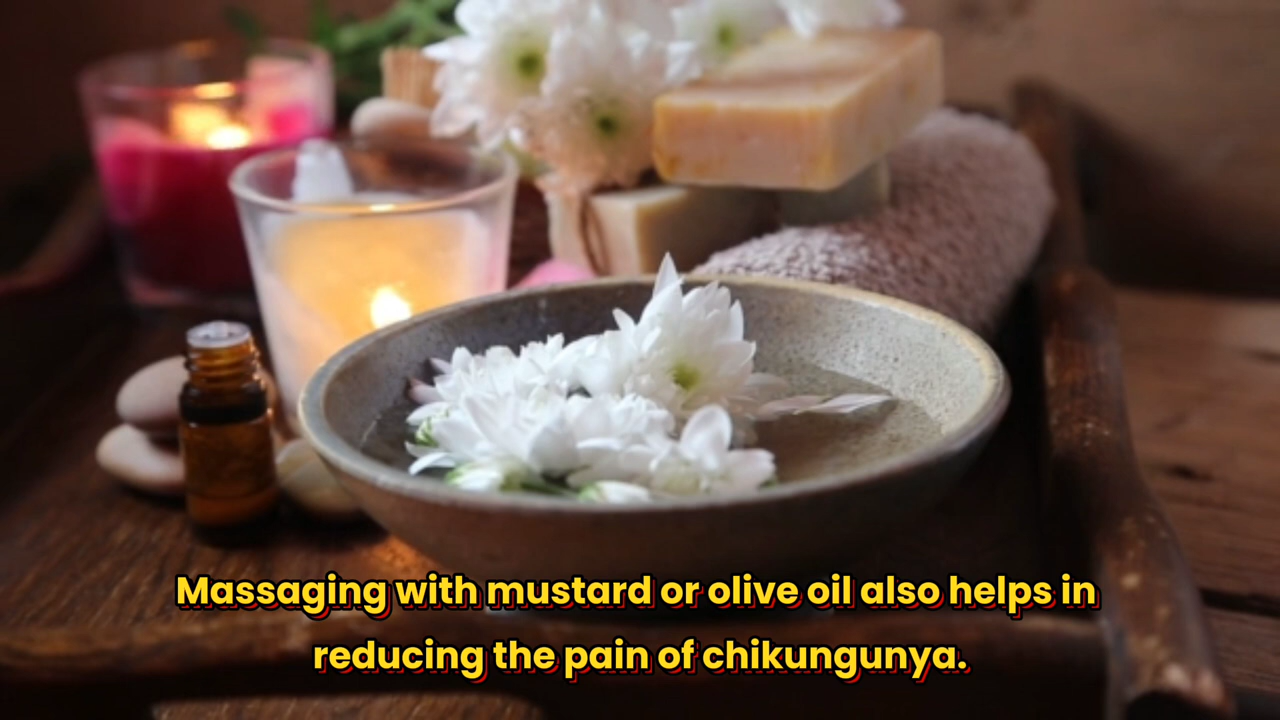 Massaging with mustard or olive oil also helps in
reducing the pain of chikungunya.